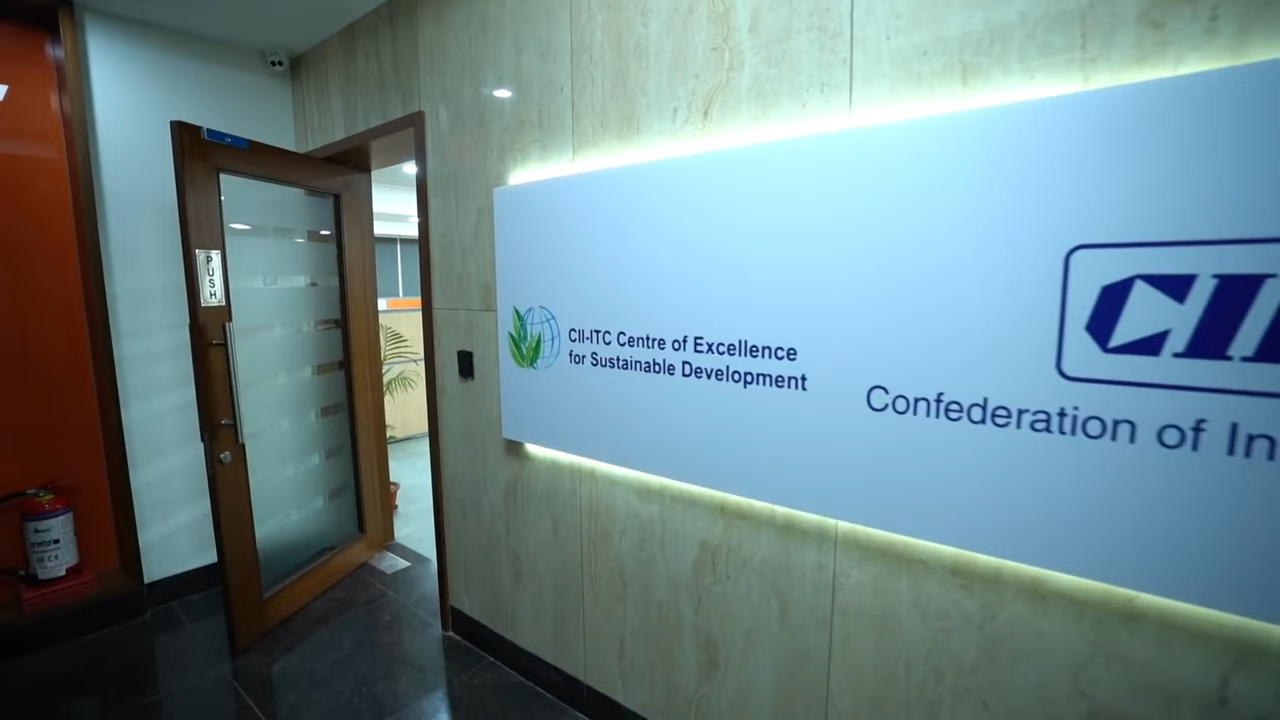 PUSH
CII-ITC Centre of Excellence
for Sustainable Development
CII
Confederation of In